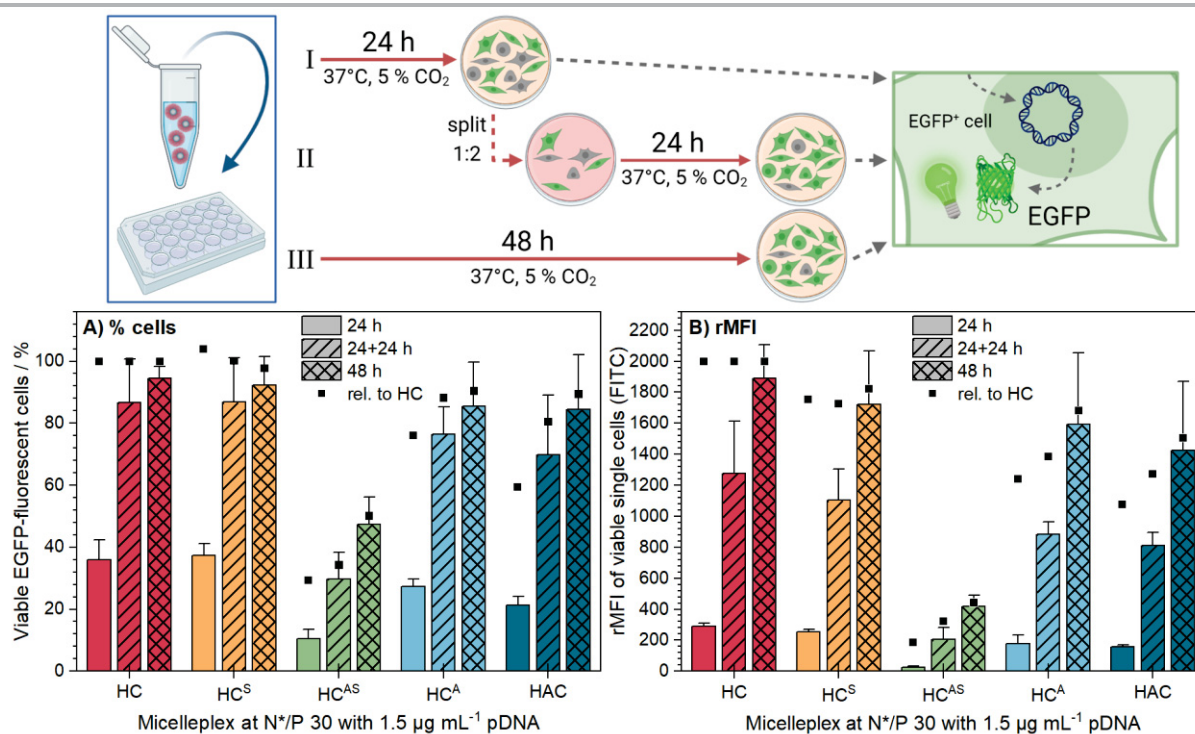 I
24 h
37°C, 5 % CO₂
split
1:2
II
24 h
37°C, 5 % CO₂
III
48 h
37°C, 5 % CO₂
EGFP⁺ cell
EGFP
A) % cells
24 h
24+24 h
48 h
rel. to HC
Viable EGFP-fluorescent cells / %
100
80
60
40
20
0
HC
HCˢ
HCᴬˢ
HCᴬ
HAC
Micelleplex at N*/P 30 with 1.5 µg mL⁻¹ pDNA
B) rMFI
24 h
24+24 h
48 h
rel. to HC
rMFI of viable single cells (FITC)
2200
2000
1800
1600
1400
1200
1000
800
600
400
200
0
HC
HCˢ
HCᴬˢ
HCᴬ
HAC
Micelleplex at N*/P 30 with 1.5 µg mL⁻¹ pDNA